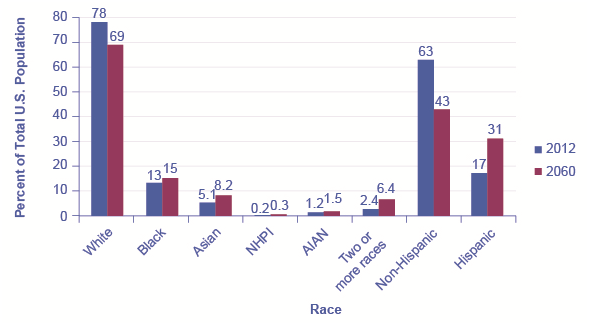 Percent of Total U.S. Population
80
70
60
50
40
30
20
10
0
78
69
13
15
5.1
8.2
0.2
0.3
1.2
1.5
2.4
6.4
63
43
17
31
White
Black
Asian
NHPI
AIAN
Two or
more races
Non-Hispanic
Hispanic
Race
2012
2060